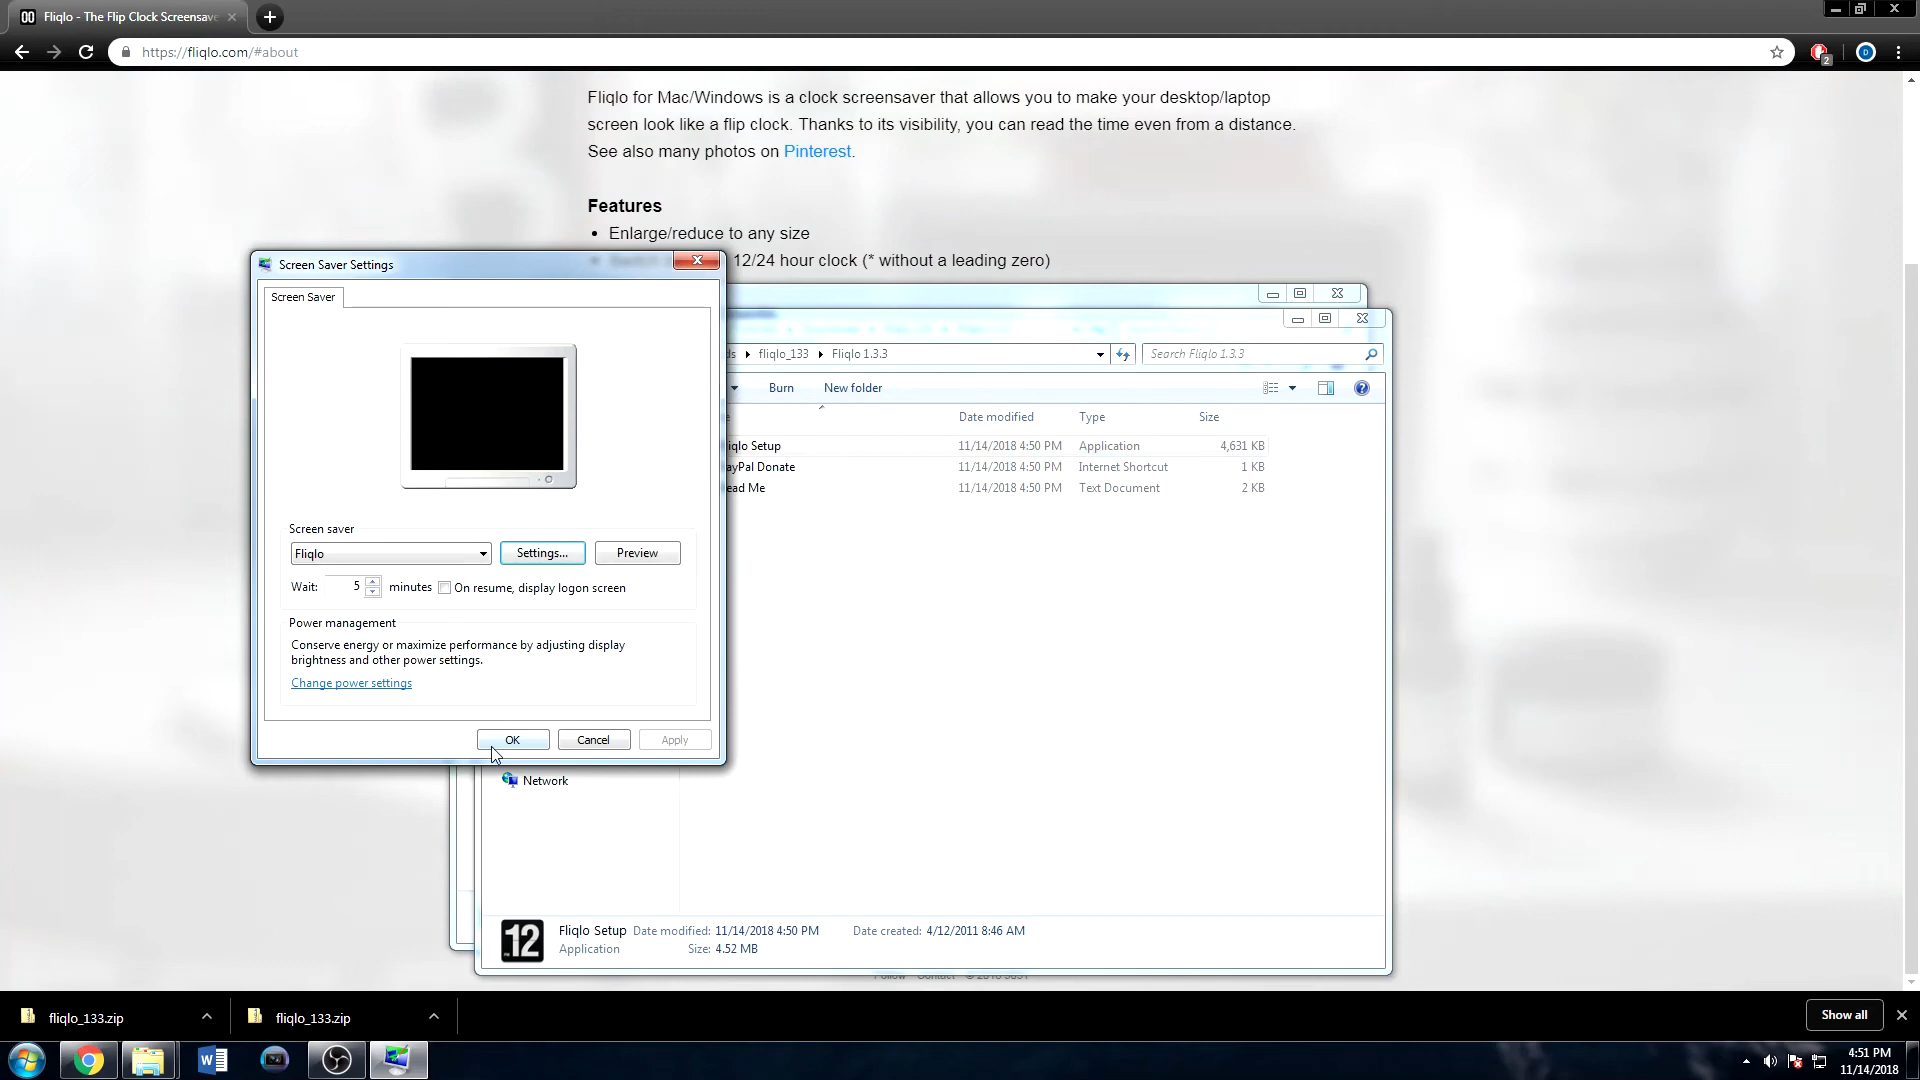 Fliqlo - The Flip Clock Screensave
https://fliqlo.com/#about
2
D
Fliqlo for Mac/Windows is a clock screensaver that allows you to make your desktop/laptop
screen look like a flip clock. Thanks to its visibility, you can read the time even from a distance.
See also many photos on Pinterest.
Features
• Enlarge/reduce to any size
12/24 hour clock (* without a leading zero)
Screen Saver Settings
Screen Saver
Screen saver
Fliqlo
Settings...
Preview
Wait: 5 minutes
On resume, display logon screen
Power management
Conserve energy or maximize performance by adjusting display
brightness and other power settings.
Change power settings
OK
Cancel
Apply
ds
fliqlo_133
Fliqlo 1.3.3
Search Fliqlo 1.3.3
Burn
New folder
e Date modified Type Size
iqlo Setup 11/14/2018 4:50 PM Application 4,631 KB
ayPal Donate 11/14/2018 4:50 PM Internet Shortcut 1 KB
ead Me 11/14/2018 4:50 PM Text Document 2 KB
Network
12
Fliqlo Setup Date modified: 11/14/2018 4:50 PM Date created: 4/12/2011 8:46 AM
Application Size: 4.52 MB
fliqlo_133.zip
fliqlo_133.zip
Show all
4:51 PM
11/14/2018